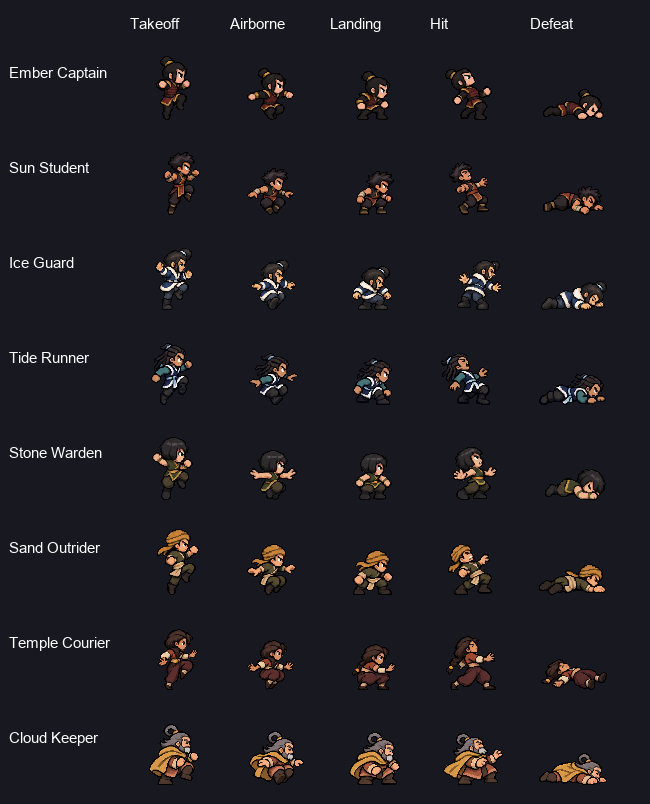 Takeoff Airborne Landing Hit Defeat
Ember Captain
Sun Student
Ice Guard
Tide Runner
Stone Warden
Sand Outrider
Temple Courier
Cloud Keeper